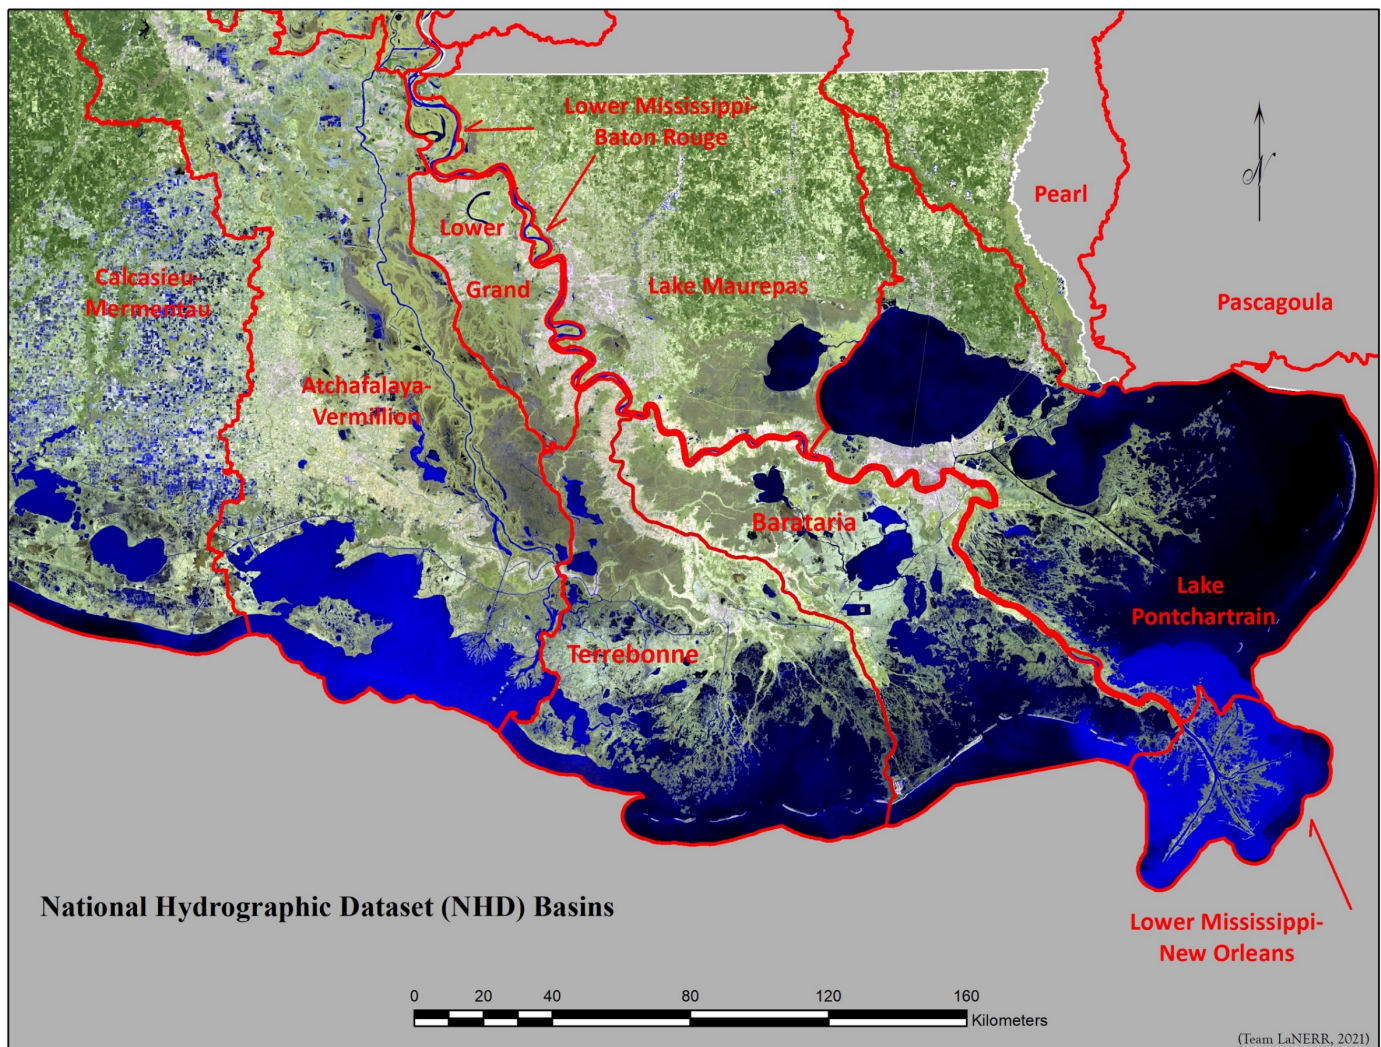 Lower Mississippi-
Baton Rouge
N
Pearl
Lower
Grand
Calcasieu-
Mermentau
Lake Maurepas
Pascagoula
Atchafalaya-
Vermillion
Barataria
Lake
Pontchartrain
Terrebonne
National Hydrographic Dataset (NHD) Basins
Lower Mississippi-
New Orleans
0 20 40 80 120 160
Kilometers
(Team LaNERR, 2021)